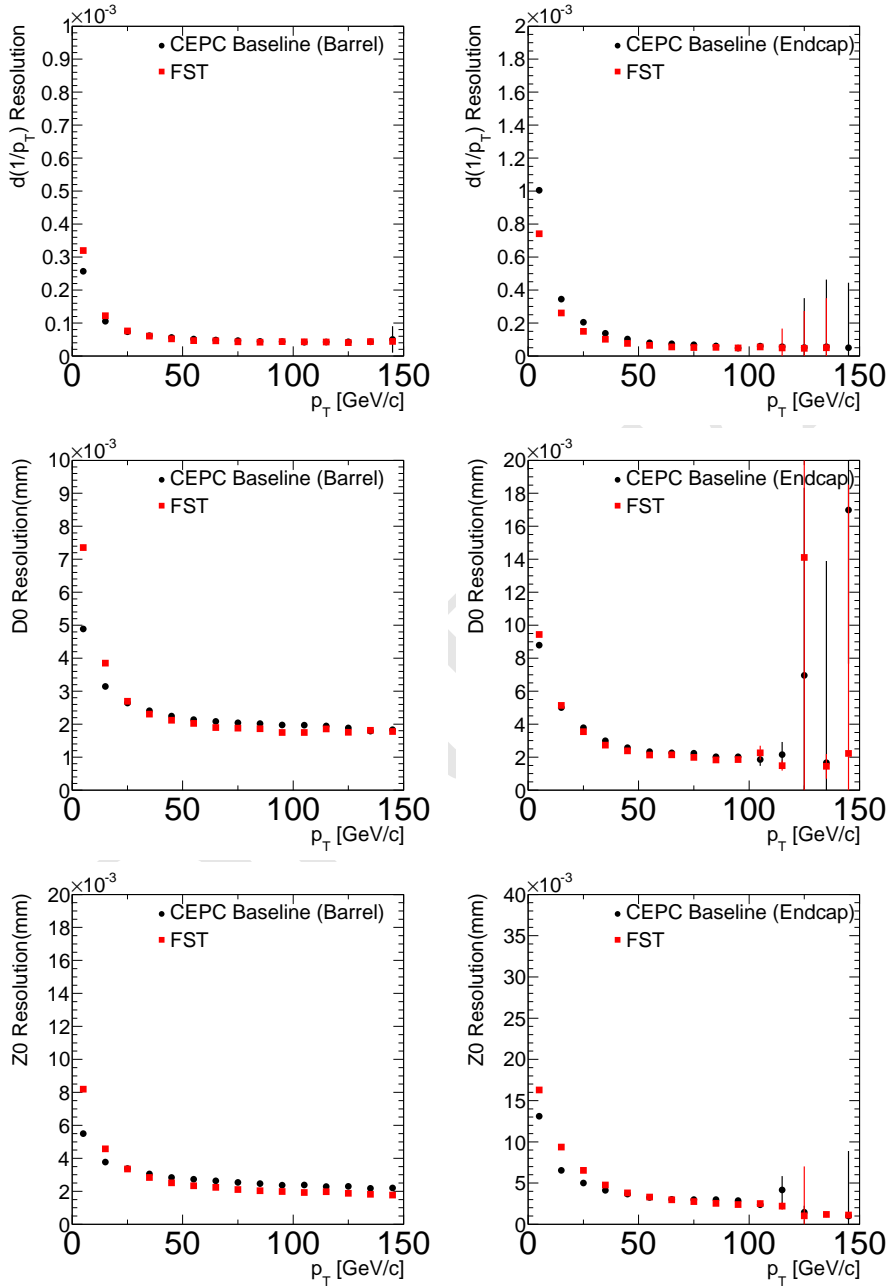 ×10⁻³
1
0.9
0.8
0.7
0.6
0.5
0.4
0.3
0.2
0.1
0
d(1/p_T) Resolution
CEPC Baseline (Barrel)
FST
0 50 100 150
p_T [GeV/c]
×10⁻³
2
1.8
1.6
1.4
1.2
1
0.8
0.6
0.4
0.2
0
d(1/p_T) Resolution
CEPC Baseline (Endcap)
FST
0 50 100 150
p_T [GeV/c]
×10⁻³
10
9
8
7
6
5
4
3
2
1
0
D0 Resolution(mm)
CEPC Baseline (Barrel)
FST
0 50 100 150
p_T [GeV/c]
×10⁻³
20
18
16
14
12
10
8
6
4
2
0
D0 Resolution(mm)
CEPC Baseline (Endcap)
FST
0 50 100 150
p_T [GeV/c]
×10⁻³
20
18
16
14
12
10
8
6
4
2
0
Z0 Resolution(mm)
CEPC Baseline (Barrel)
FST
0 50 100 150
p_T [GeV/c]
×10⁻³
40
35
30
25
20
15
10
5
0
Z0 Resolution(mm)
CEPC Baseline (Endcap)
FST
0 50 100 150
p_T [GeV/c]